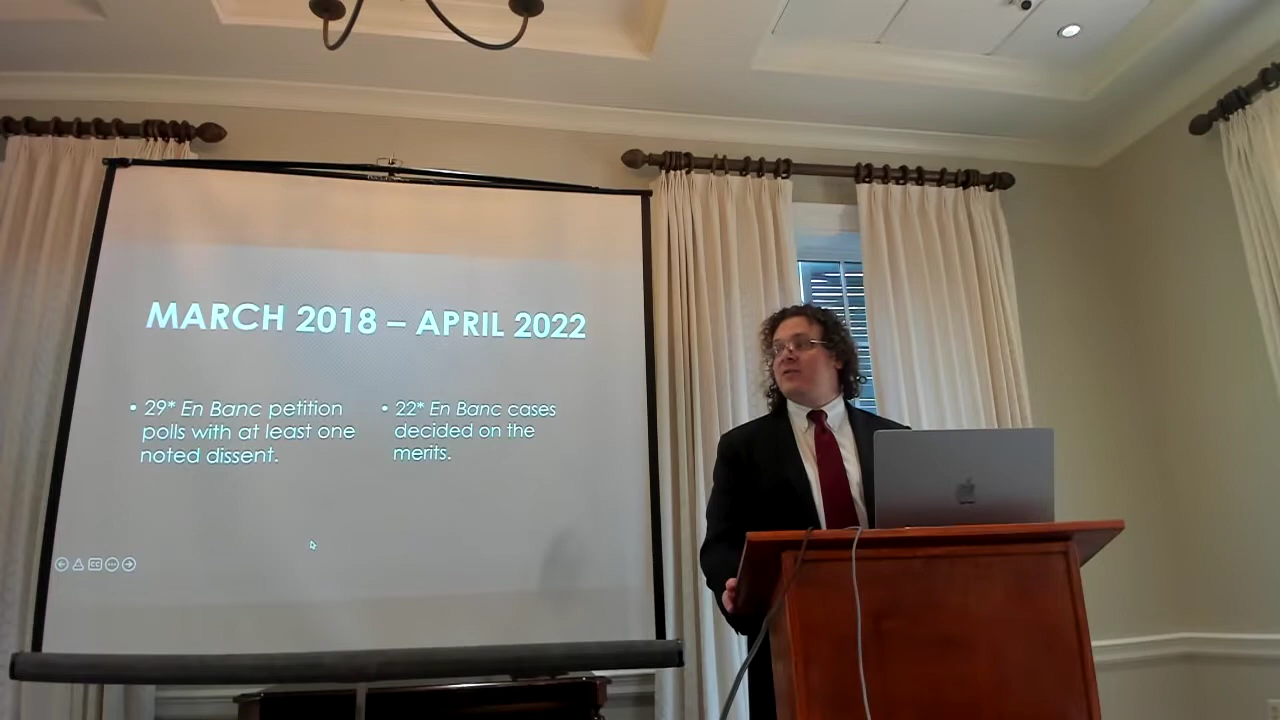 MARCH 2018 – APRIL 2022
• 29* En Banc petition
polls with at least one
noted dissent.
• 22* En Banc cases
decided on the
merits.
CC